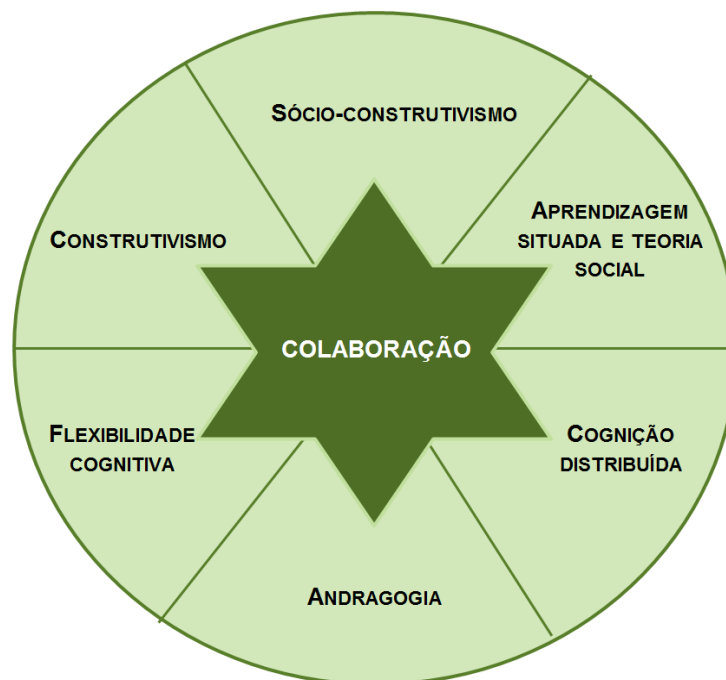 SÓCIO-CONSTRUTIVISMO
APRENDIZAGEM
SITUADA E TEORIA
SOCIAL
CONSTRUTIVISMO
COLABORAÇÃO
FLEXIBILIDADE
COGNITIVA
COGNIÇÃO
DISTRIBUÍDA
ANDRAGOGIA